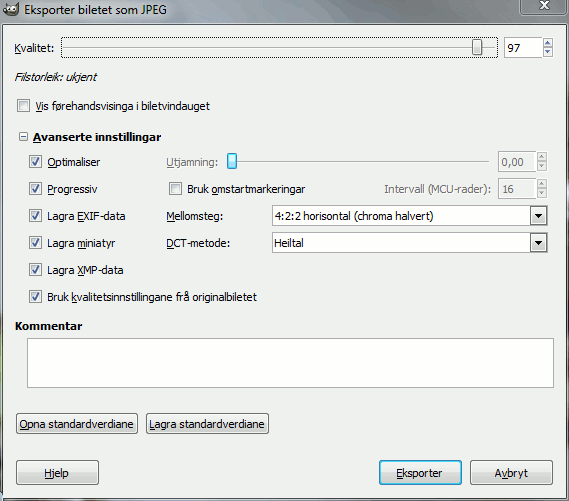 Eksporter biletet som JPEG
Kvalitet: 97
Filstorleik: ukjent
Vis førehandsvisinga i biletvindauget
Avanserte innstillingar
Optimaliser Utjamning: 0,00
Progressiv Bruk omstartmarkeringar Intervall (MCU-rader): 16
Lagra EXIF-data Mellomsteg: 4:2:2 horisontal (chroma halvert)
Lagra miniatyr DCT-metode: Heiltal
Lagra XMP-data
Bruk kvalitetsinnstillingane frå originalbiletet
Kommentar
Opna standardverdiane Lagra standardverdiane
Hjelp Eksporter Avbryt